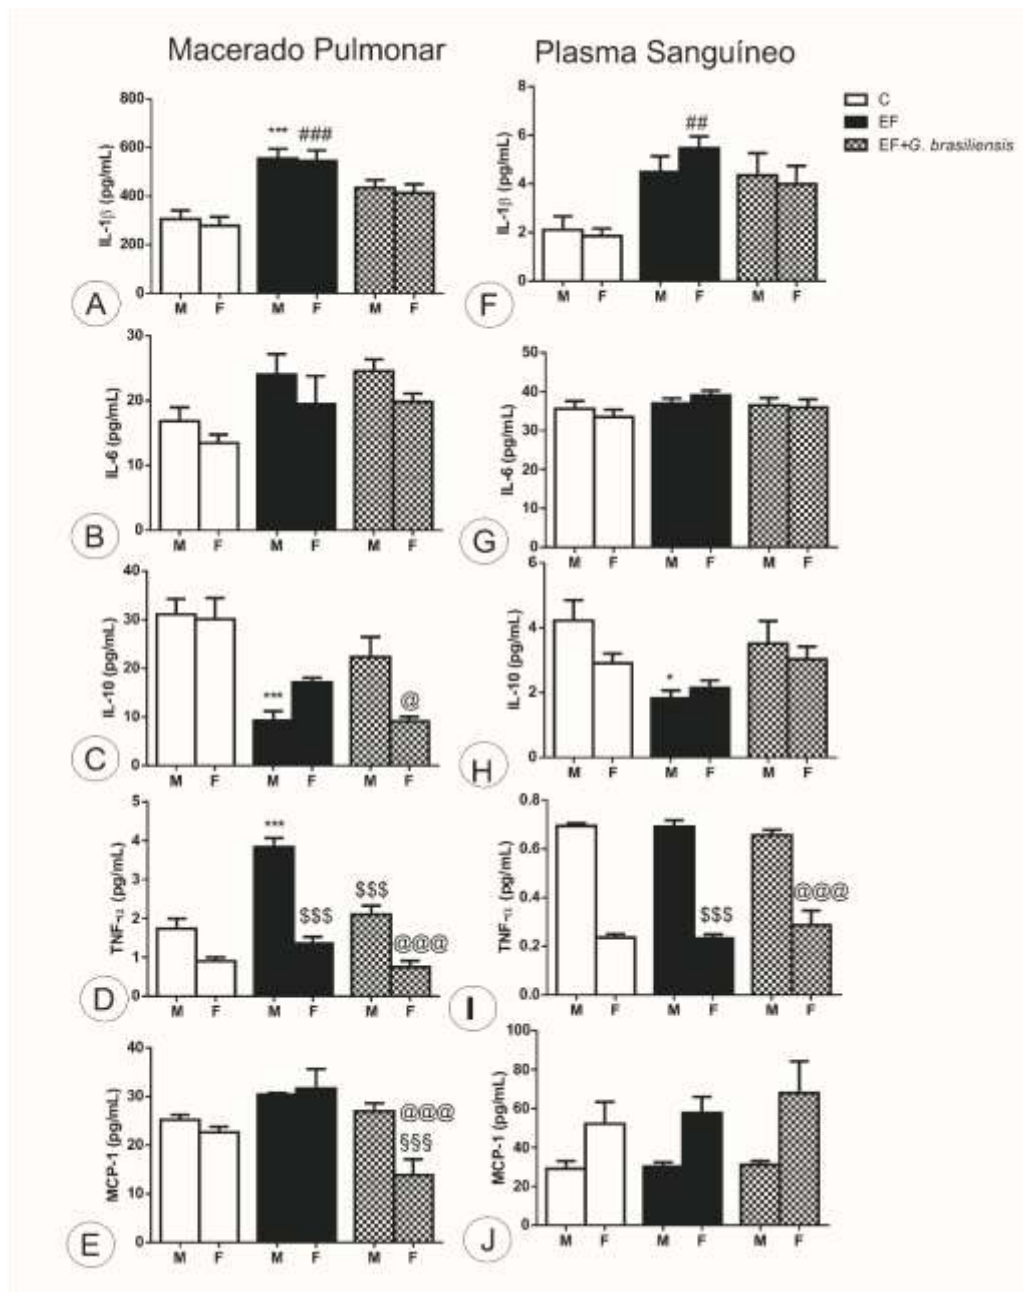 Macerado Pulmonar
Plasma Sanguíneo
C
EF
EF+G. brasiliensis
IL-1β (pg/mL)
800
600
400
200
0
*** ###
M F M F M F
A
IL-1β (pg/mL)
8
6
4
2
0
##
M F M F M F
F
IL-6 (pg/mL)
30
20
10
0
M F M F M F
B
IL-6 (pg/mL)
50
40
30
20
10
0
M F M F M F
G
IL-10 (pg/mL)
40
30
20
10
0
*** @
M F M F M F
C
IL-10 (pg/mL)
6
4
2
0
*
M F M F M F
H
TNF-α (pg/mL)
5
4
3
2
1
0
*** $$$ $$$ @@@
M F M F M F
D
TNF-α (pg/mL)
0.8
0.6
0.4
0.2
0.0
$$$ @@@
M F M F M F
I
MCP-1 (pg/mL)
40
30
20
10
0
@@@
§§§
M F M F M F
E
MCP-1 (pg/mL)
100
80
60
40
20
0
M F M F M F
J